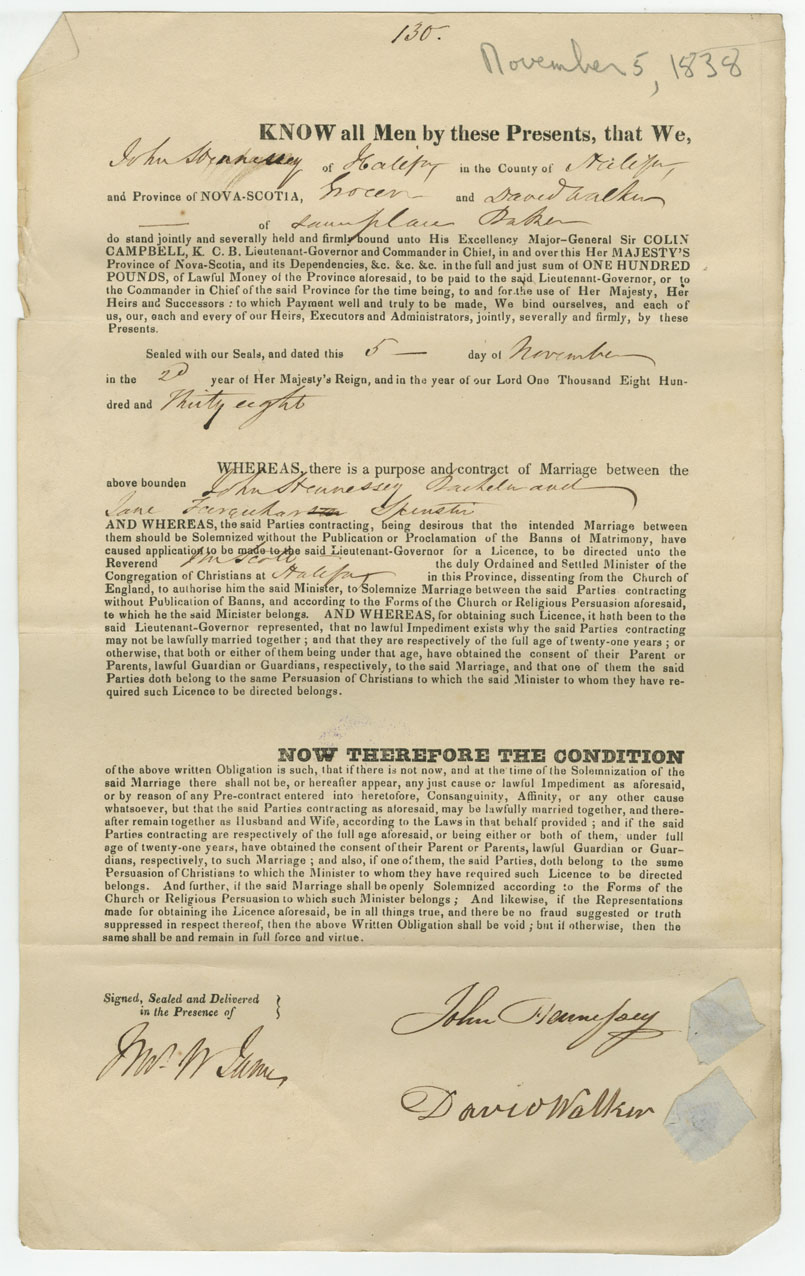 130.
November 5, 1838
KNOW all Men by these Presents, that We,
John Hennessey of Halifax in the County of Halifax
and Province of NOVA-SCOTIA, Grocer and David Walker
— of same place Baker
do stand jointly and severally held and firmly bound unto His Excellency Major-General Sir COLIN
CAMPBELL, K. C. B. Lieutenant-Governor and Commander in Chief, in and over this Her MAJESTY'S
Province of Nova-Scotia, and its Dependencies, &c. &c. &c. in the full and just sum of ONE HUNDRED
POUNDS, of Lawful Money of the Province aforesaid, to be paid to the said Lieutenant-Governor, or to
the Commander in Chief of the said Province for the time being, to and for the use of Her Majesty, Her
Heirs and Successors : to which Payment well and truly to be made, We bind ourselves, and each of
us, our, each and every of our Heirs, Executors and Administrators, jointly, severally and firmly, by these
Presents.
Sealed with our Seals, and dated this 5 — day of November
in the 2d year of Her Majesty's Reign, and in the year of our Lord One Thousand Eight Hun-
dred and Thirty eight
WHEREAS, there is a purpose and contract of Marriage between the
above bounden John Hennessey Bachelor and
Jane Farquhar Spinster
AND WHEREAS, the said Parties contracting, being desirous that the intended Marriage between
them should be Solemnized without the Publication or Proclamation of the Banns of Matrimony, have
caused application to be made to the said Lieutenant-Governor for a Licence, to be directed unto the
Reverend Mr Scott the duly Ordained and Settled Minister of the
Congregation of Christians at Halifax in this Province, dissenting from the Church of
England, to authorise him the said Minister, to Solemnize Marriage between the said Parties contracting
without Publication of Banns, and according to the Forms of the Church or Religious Persuasion aforesaid,
to which he the said Micister belongs. AND WHEREAS, for obtaining such Licence, it hath been to the
said Lieutenant-Governor represented, that no lawful Impediment exists why the said Parties contracting
may not be lawfully married together ; and that they are respectively of the full age of twenty-one years ; or
otherwise, that both or either of them being under that age, have obtained the consent of their Parent or
Parents, lawful Guardian or Guardians, respectively, to the said Marriage, and that one of them the said
Parties doth belong to the same Persuasion of Christians to which the said Minister to whom they have re-
quired such Licence to be directed belongs.
NOW THEREFORE THE CONDITION
of the above written Obligation is such, that if there is not now, and at the time of the Solemnization of the
said Marriage there shall not be, or hereafter appear, any just cause or lawful Impediment as aforesaid,
or by reason of any Pre-contract entered into heretofore, Consanguinity, Affinity, or any other cause
whatsoever, but that the said Parties contracting as aforesaid, may be lawfully married together, and there-
after remain together as Husband and Wife, according to the Laws in that behalf provided ; and if the said
Parties contracting are respectively of the full age aforesaid, or being either or both of them, under full
age of twenty-one years, have obtained the consent of their Parent or Parents, lawful Guardian or Guar-
dians, respectively, to such Marriage ; and also, if one of them, the said Parties, doth belong to the same
Persuasion of Christians to which the Minister to whom they have required such Licence to be directed
belongs. And further, if the said Marriage shall be openly Solemnized according to the Forms of the
Church or Religious Persuasion to which such Minister belongs ; And likewise, if the Representations
made for obtaining the Licence aforesaid, be in all things true, and there be no fraud suggested or truth
suppressed in respect thereof, then the above Written Obligation shall be void ; but if otherwise, then the
same shall be and remain in full force and virtue.
Signed, Sealed and Delivered
in the Presence of
John Hennessey
W James
David Walker